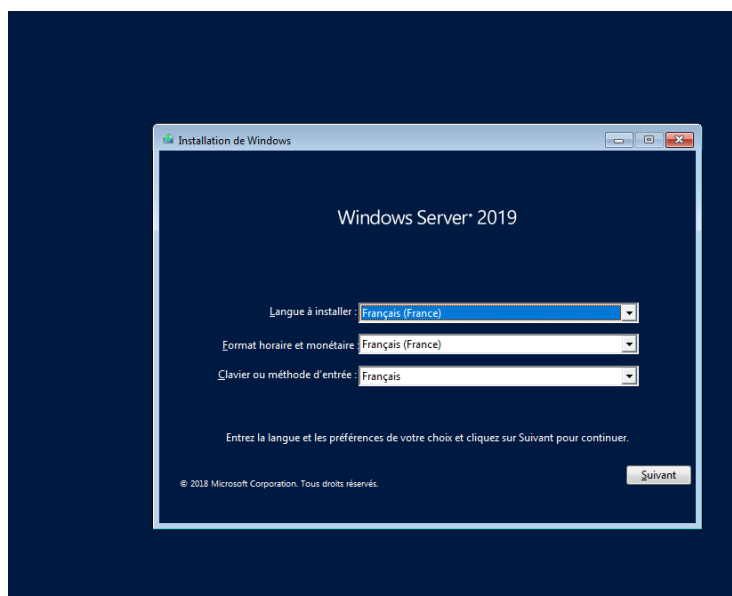 Installation de Windows
Windows Server 2019
Langue à installer : Français (France)
Format horaire et monétaire : Français (France)
Clavier ou méthode d'entrée : Français
Entrez la langue et les préférences de votre choix et cliquez sur Suivant pour continuer.
Suivant
© 2018 Microsoft Corporation. Tous droits réservés.